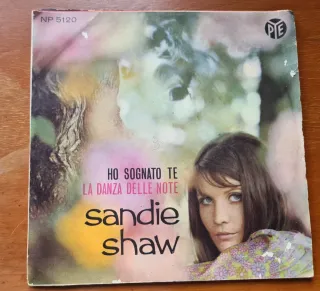 NP 5120
PYE
HO SOGNATO TE
LA DANZA DELLE NOTE
sandie
shaw